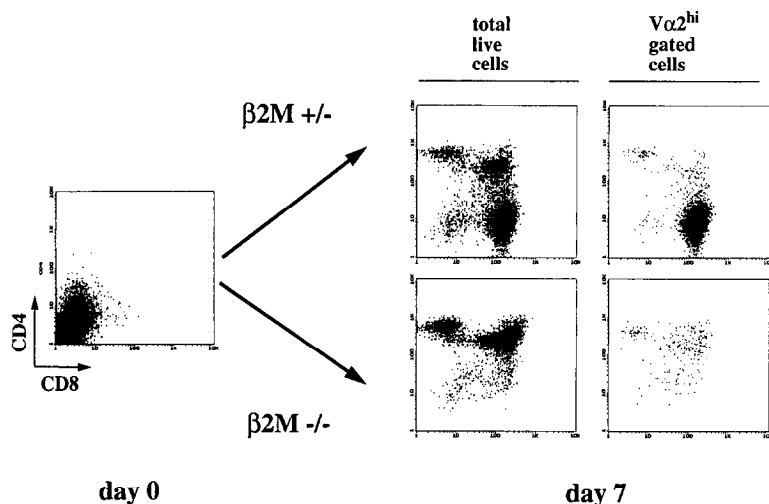 total
live
cells
Vα2hi
gated
cells
β2M +/-
CD4
CD8
β2M -/-
day 0
day 7